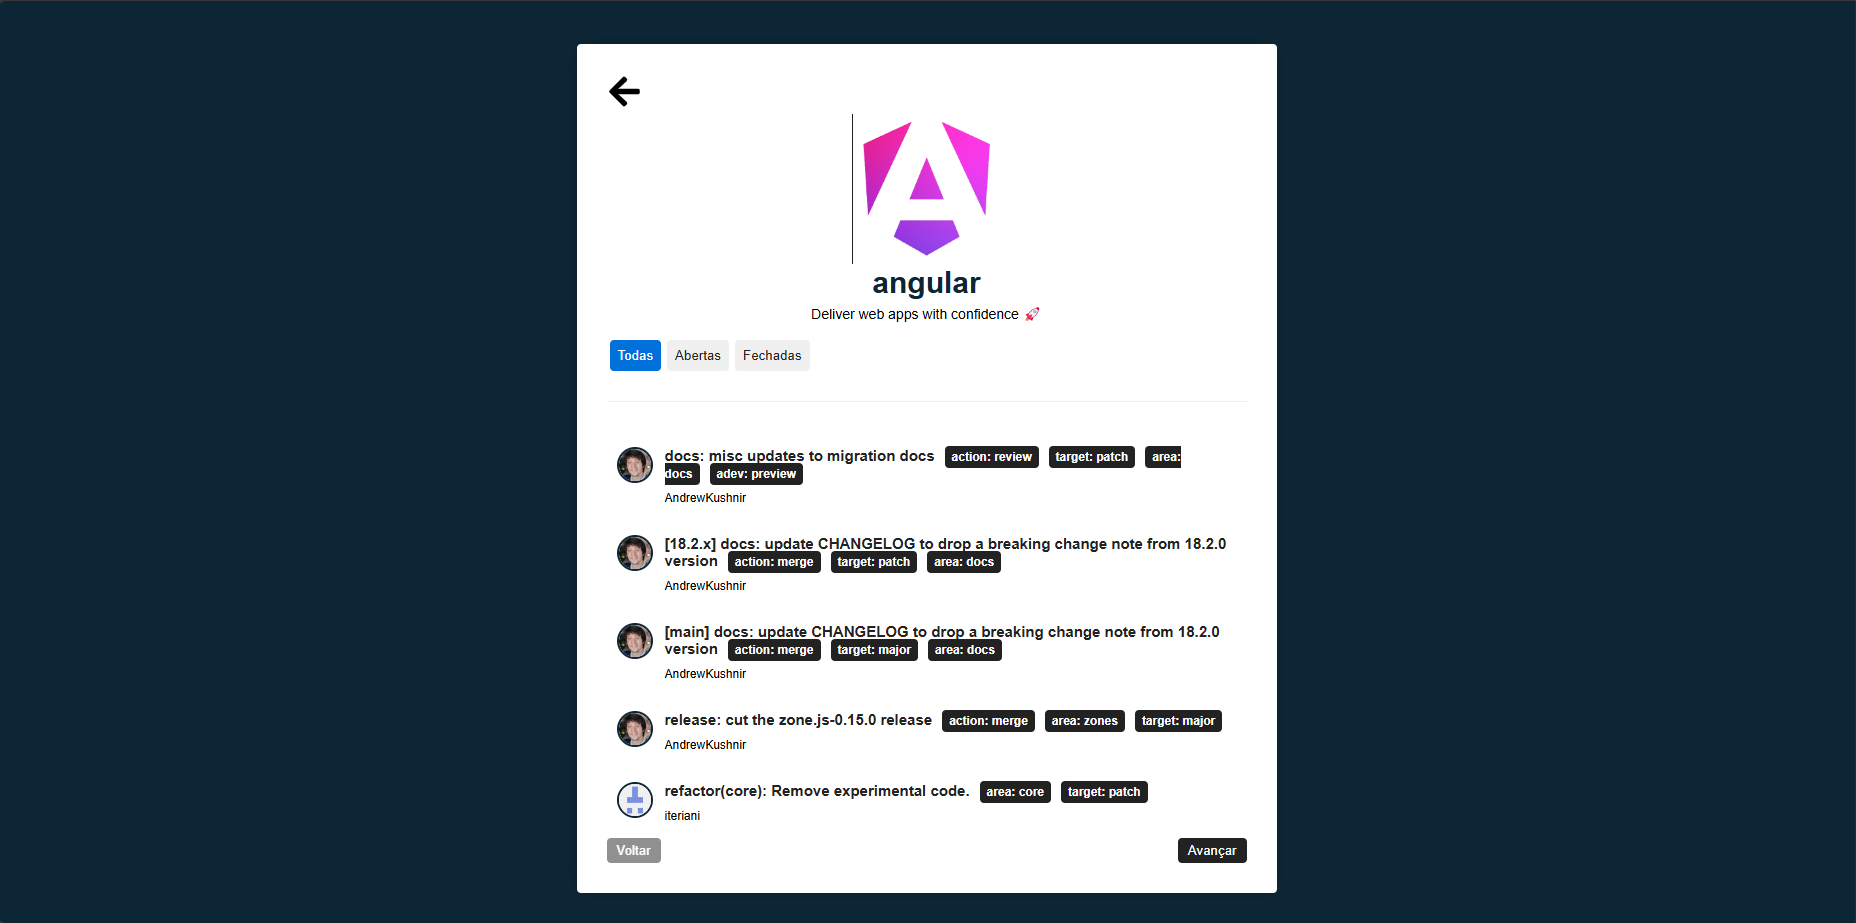 angular
Deliver web apps with confidence 🚀
Todas Abertas Fechadas
docs: misc updates to migration docs action: review target: patch area:
docs adev: preview
AndrewKushnir
[18.2.x] docs: update CHANGELOG to drop a breaking change note from 18.2.0
version action: merge target: patch area: docs
AndrewKushnir
[main] docs: update CHANGELOG to drop a breaking change note from 18.2.0
version action: merge target: major area: docs
AndrewKushnir
release: cut the zone.js-0.15.0 release action: merge area: zones target: major
AndrewKushnir
refactor(core): Remove experimental code. area: core target: patch
iteriani
Voltar Avançar